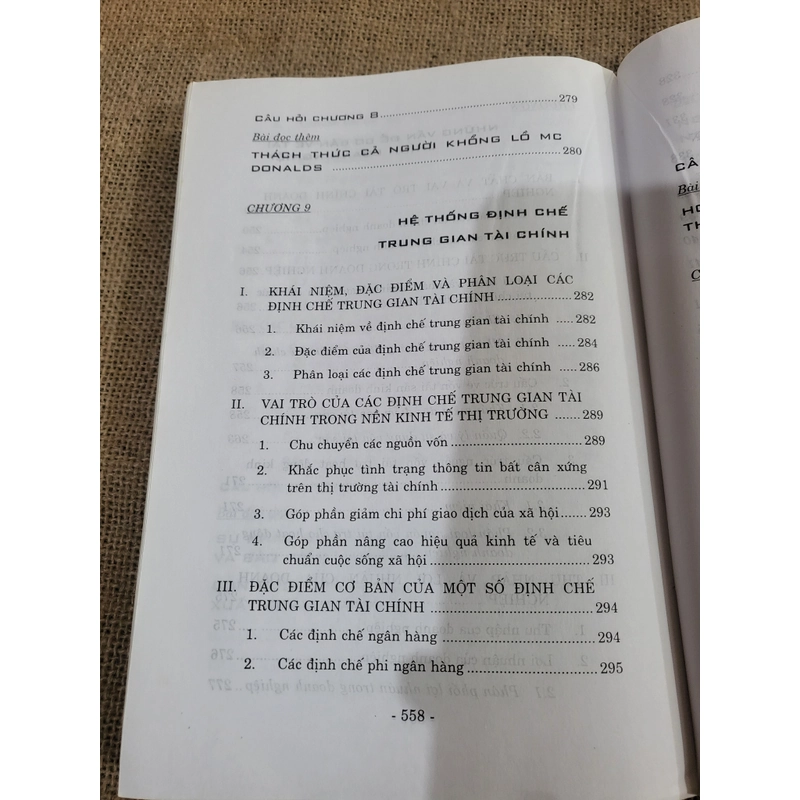 CÂU HỎI CHƯƠNG 8 ........ 279
Bài đọc thêm
THÁCH THỨC CẢ NGƯỜI KHỔNG LỒ MC
DONALDS ........ 280
CHƯƠNG 9
HỆ THỐNG ĐỊNH CHẾ
TRUNG GIAN TÀI CHÍNH
I. KHÁI NIỆM, ĐẶC ĐIỂM VÀ PHÂN LOẠI CÁC
ĐỊNH CHẾ TRUNG GIAN TÀI CHÍNH ........ 282
1. Khái niệm về định chế trung gian tài chính ..... 282
2. Đặc điểm của định chế trung gian tài chính ..... 284
3. Phân loại các định chế trung gian tài chính ..... 286
II. VAI TRÒ CỦA CÁC ĐỊNH CHẾ TRUNG GIAN TÀI
CHÍNH TRONG NỀN KINH TẾ THỊ TRƯỜNG ....... 289
1. Chu chuyển các nguồn vốn ........ 289
2. Khắc phục tình trạng thông tin bất cân xứng
trên thị trường tài chính ........ 291
3. Góp phần giảm chi phí giao dịch của xã hội ...... 293
4. Góp phần nâng cao hiệu quả kinh tế và tiêu
chuẩn cuộc sống xã hội ........ 293
III. ĐẶC ĐIỂM CƠ BẢN CỦA MỘT SỐ ĐỊNH CHẾ
TRUNG GIAN TÀI CHÍNH ........ 294
1. Các định chế ngân hàng ........ 294
2. Các định chế phi ngân hàng ........ 295
- 558 -
CÂ
Bài
HO
TH
C